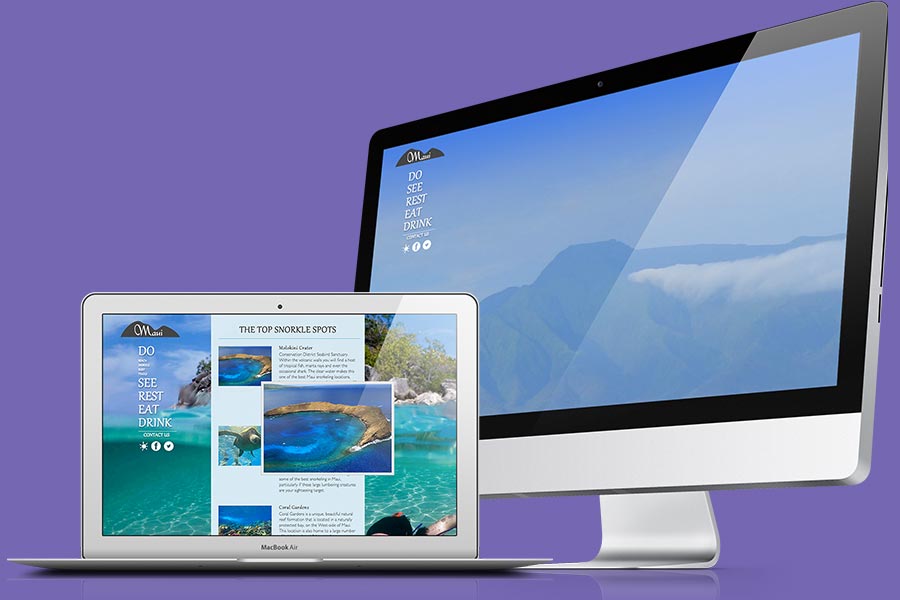 Maui
DO
SEE
REST
EAT
DRINK
CONTACT US
Maui
DO
SEE
REST
EAT
DRINK
CONTACT US
THE TOP SNORKLE SPOTS
Molokini Crater
Conservation District Seabird Sanctuary
Within the volcanic walls you will find a host
of tropical fish, manta rays and even the
occasional shark. The clear water makes this
one of the best Maui snorkeling locations.
some of the best snorkeling in Maui,
particularly if these large lumbering creatures
are your sightseeing target.
Coral Gardens
Coral Gardens is a unique, beautiful natural
reef formation that is located in a naturally
protected bay, on the West side of Maui.
This location is also home to a large number
MacBook Air